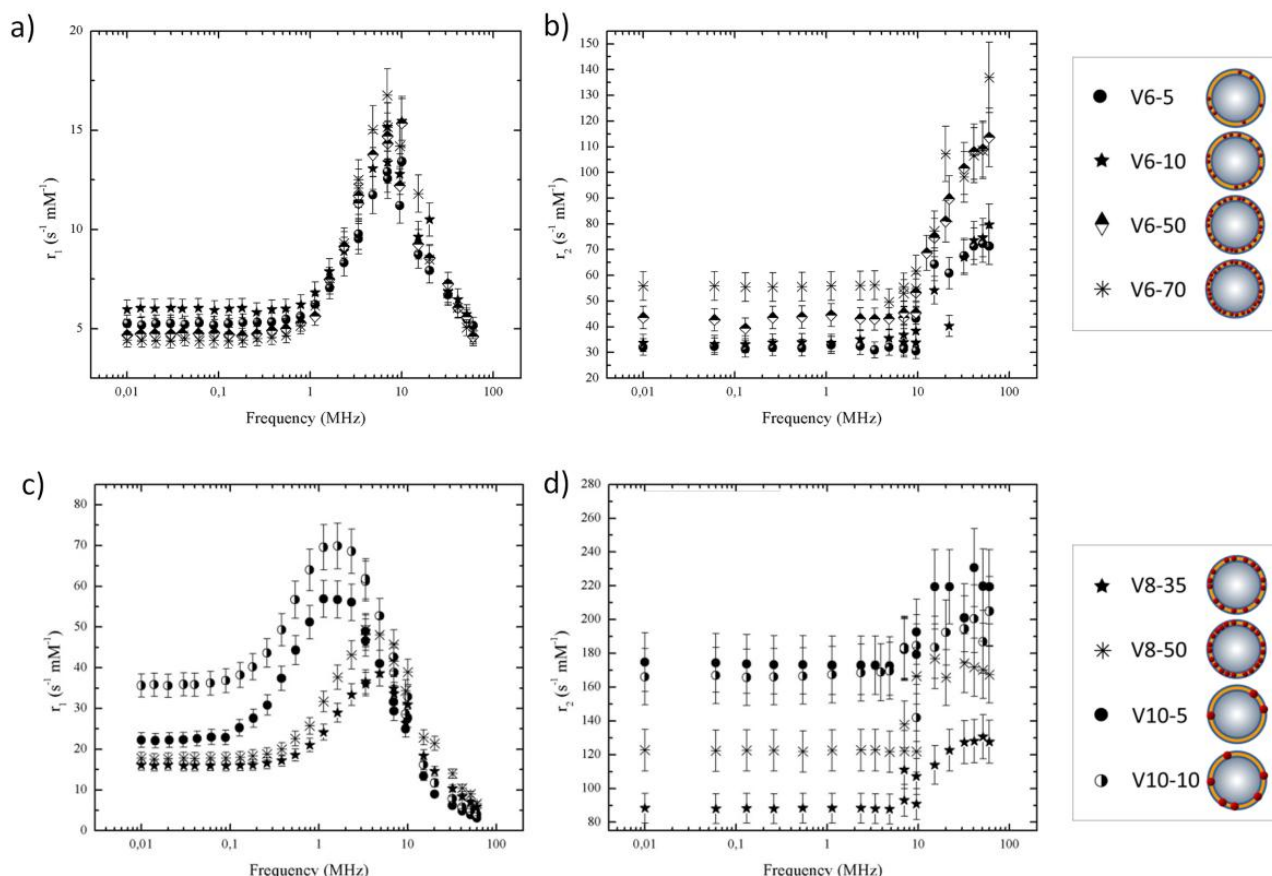 a)
20
15
10
5
r₁ (s⁻¹ mM⁻¹)
0,01 0,1 1 10 100
Frequency (MHz)
b)
150
140
130
120
110
100
90
80
70
60
50
40
30
20
r₂ (s⁻¹ mM⁻¹)
0,01 0,1 1 10 100
Frequency (MHz)
V6-5
V6-10
V6-50
V6-70
c)
80
70
60
50
40
30
20
10
0
r₁ (s⁻¹ mM⁻¹)
0,01 0,1 1 10 100
Frequency (MHz)
d)
280
260
240
220
200
180
160
140
120
100
80
r₂ (s⁻¹ mM⁻¹)
0,01 0,1 1 10 100
Frequency (MHz)
V8-35
V8-50
V10-5
V10-10